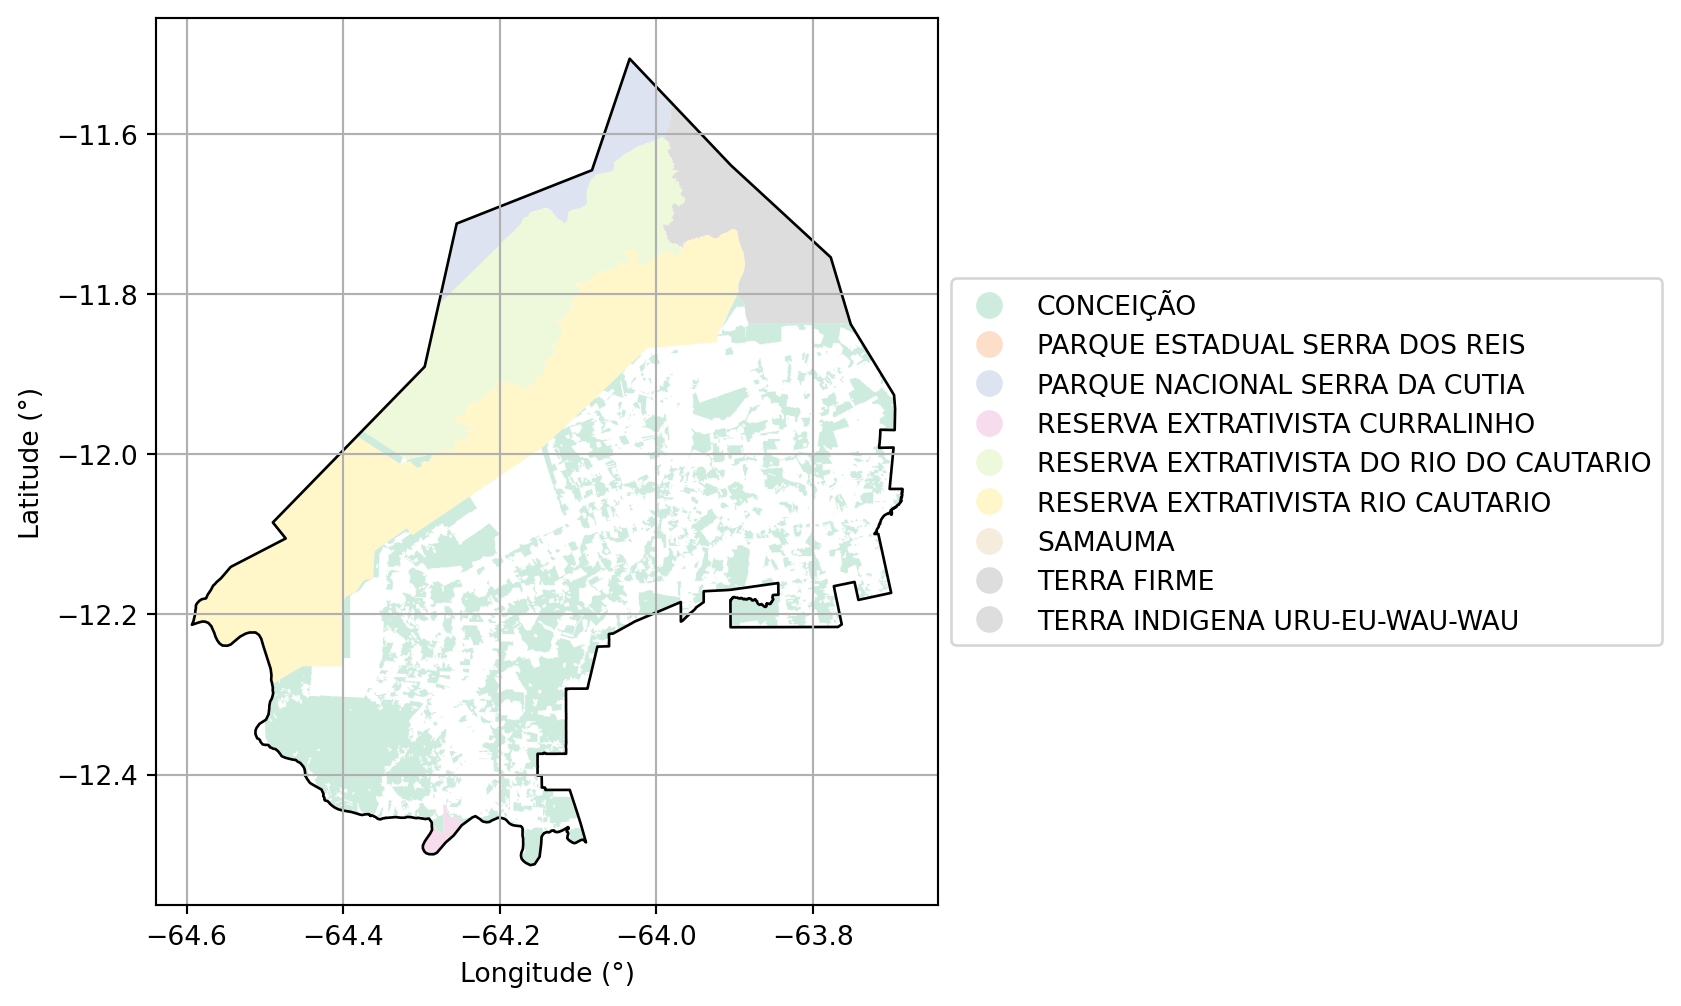 −11.6
−11.8
−12.0
−12.2
−12.4
Latitude (°)
−64.6
−64.4
−64.2
−64.0
−63.8
Longitude (°)
CONCEIÇÃO
PARQUE ESTADUAL SERRA DOS REIS
PARQUE NACIONAL SERRA DA CUTIA
RESERVA EXTRATIVISTA CURRALINHO
RESERVA EXTRATIVISTA DO RIO DO CAUTARIO
RESERVA EXTRATIVISTA RIO CAUTARIO
SAMAUMA
TERRA FIRME
TERRA INDIGENA URU-EU-WAU-WAU